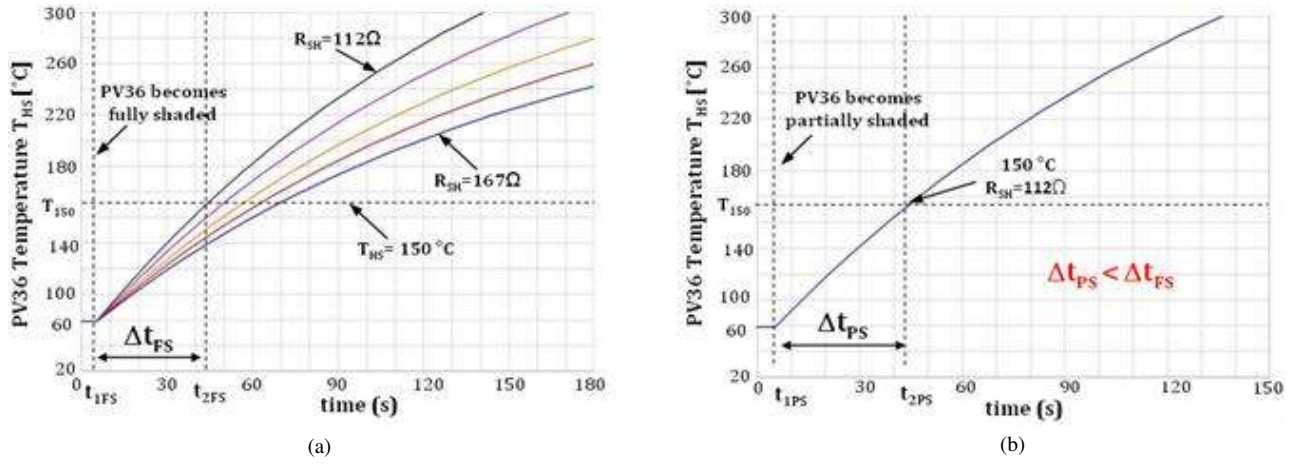 PV36 Temperature T_HS [°C]
300
260
220
180
T_150
140
100
60
20
R_SH=112Ω
PV36 becomes
fully shaded
R_SH=167Ω
T_HS= 150 °C
Δt_FS
0
30
60
90
120
150
180
t_1FS
t_2FS
time (s)
(a)
PV36 Temperature T_HS [°C]
300
260
220
180
T_150
140
100
60
20
PV36 becomes
partially shaded
150 °C
R_SH=112Ω
Δt_PS < Δt_FS
Δt_PS
0
30
60
90
120
150
t_1PS
t_2PS
time (s)
(b)